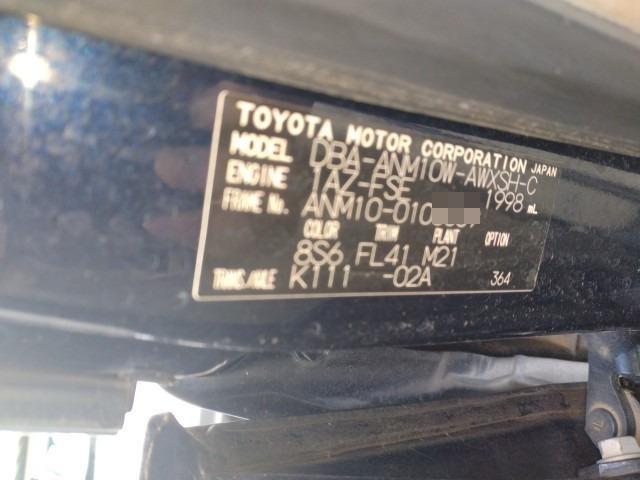 TOYOTA MOTOR CORPORATION JAPAN
MODEL DBA-ANM10W-AWXSH-C
ENGINE 1AZ-FSE 1998 mL
FRAME No. ANM10-010
COLOR TRIM PLANT OPTION
8S6 FL41 M21
TRANS/AXLE K111 -02A 364